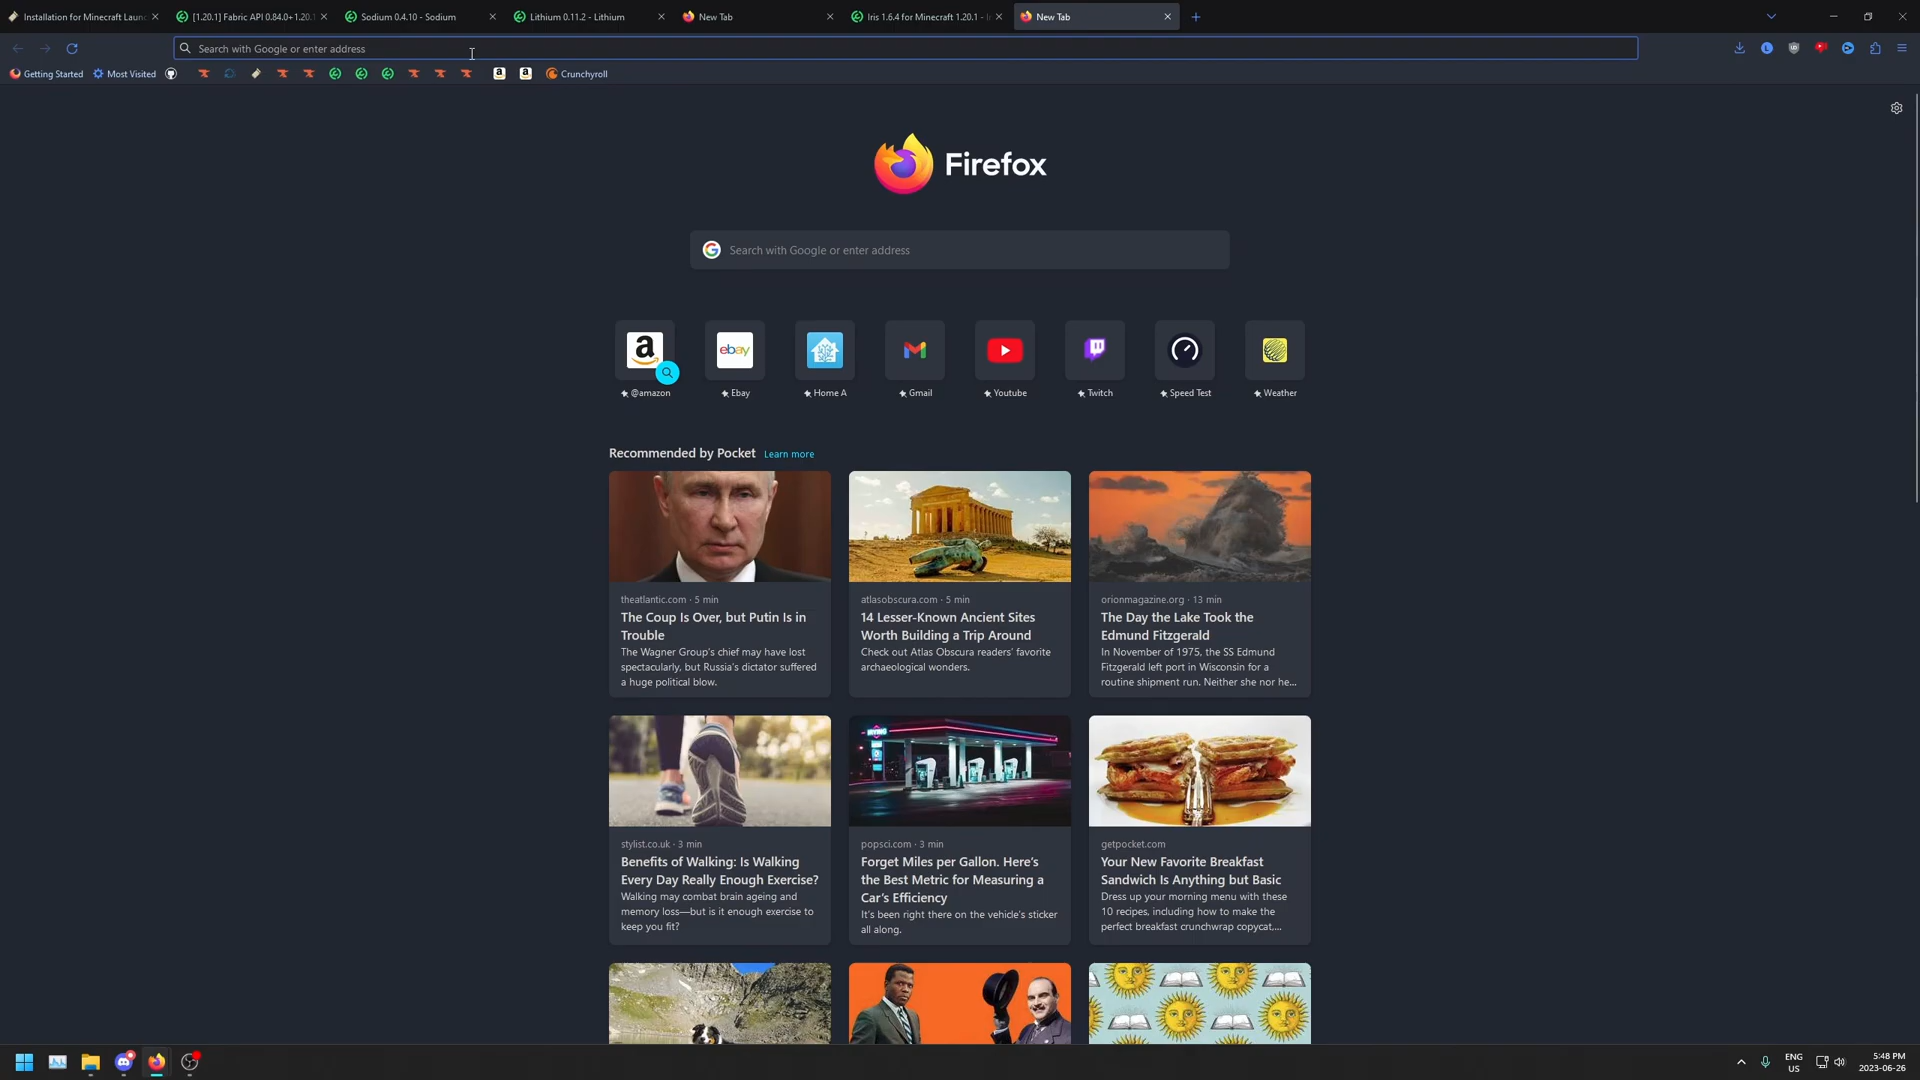 Installation for Minecraft Launc
[1.20.1] Fabric API 0.84.0+1.20.1
Sodium 0.4.10 - Sodium
Lithium 0.11.2 - Lithium
New Tab
Iris 1.6.4 for Minecraft 1.20.1 - I
New Tab
Search with Google or enter address
Getting Started
Most Visited
Crunchyroll
Firefox
Search with Google or enter address
@amazon
Ebay
Home A
Gmail
Youtube
Twitch
Speed Test
Weather
Recommended by Pocket Learn more
theatlantic.com · 5 min
The Coup Is Over, but Putin Is in
Trouble
The Wagner Group's chief may have lost
spectacularly, but Russia's dictator suffered
a huge political blow.
atlasobscura.com · 5 min
14 Lesser-Known Ancient Sites
Worth Building a Trip Around
Check out Atlas Obscura readers' favorite
archaeological wonders.
orionmagazine.org · 13 min
The Day the Lake Took the
Edmund Fitzgerald
In November of 1975, the SS Edmund
Fitzgerald left port in Wisconsin for a
routine shipment run. Neither she nor he...
stylist.co.uk · 3 min
Benefits of Walking: Is Walking
Every Day Really Enough Exercise?
Walking may combat brain ageing and
memory loss—but is it enough exercise to
keep you fit?
popsci.com · 3 min
Forget Miles per Gallon. Here's
the Best Metric for Measuring a
Car's Efficiency
It's been right there on the vehicle's sticker
all along.
getpocket.com
Your New Favorite Breakfast
Sandwich Is Anything but Basic
Dress up your morning menu with these
10 recipes, including how to make the
perfect breakfast crunchwrap copycat,...
ENG
US
5:48 PM
2023-06-26